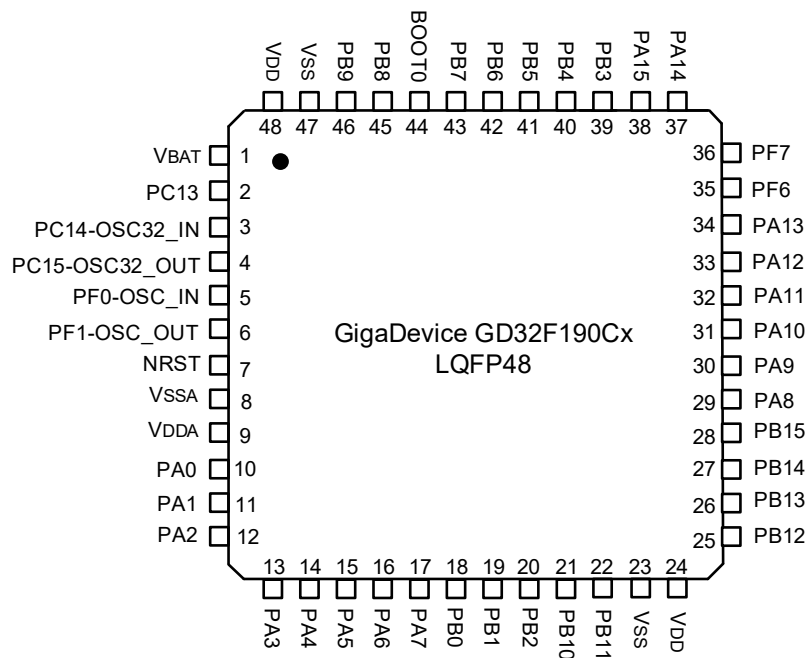 VDD
VSS
PB9
PB8
BOOT0
PB7
PB6
PB5
PB4
PB3
PA15
PA14
48 47 46 45 44 43 42 41 40 39 38 37
VBAT 1
PC13 2
PC14-OSC32_IN 3
PC15-OSC32_OUT 4
PF0-OSC_IN 5
PF1-OSC_OUT 6
NRST 7
VSSA 8
VDDA 9
PA0 10
PA1 11
PA2 12
GigaDevice GD32F190Cx
LQFP48
36 PF7
35 PF6
34 PA13
33 PA12
32 PA11
31 PA10
30 PA9
29 PA8
28 PB15
27 PB14
26 PB13
25 PB12
13 14 15 16 17 18 19 20 21 22 23 24
PA3
PA4
PA5
PA6
PA7
PB0
PB1
PB2
PB10
PB11
VSS
VDD